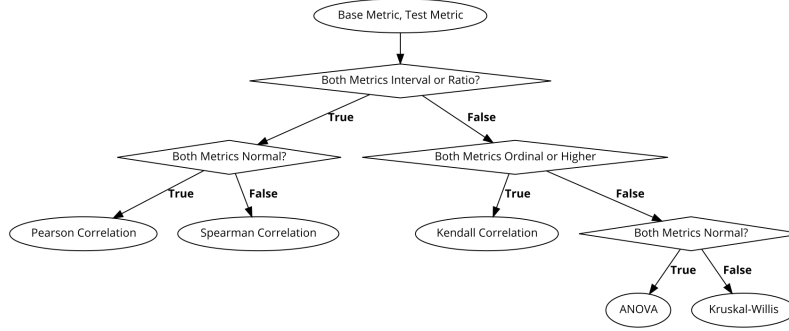 Base Metric, Test Metric
Both Metrics Interval or Ratio?
True
False
Both Metrics Normal?
Both Metrics Ordinal or Higher
True
False
True
False
Pearson Correlation
Spearman Correlation
Kendall Correlation
Both Metrics Normal?
True
False
ANOVA
Kruskal-Willis